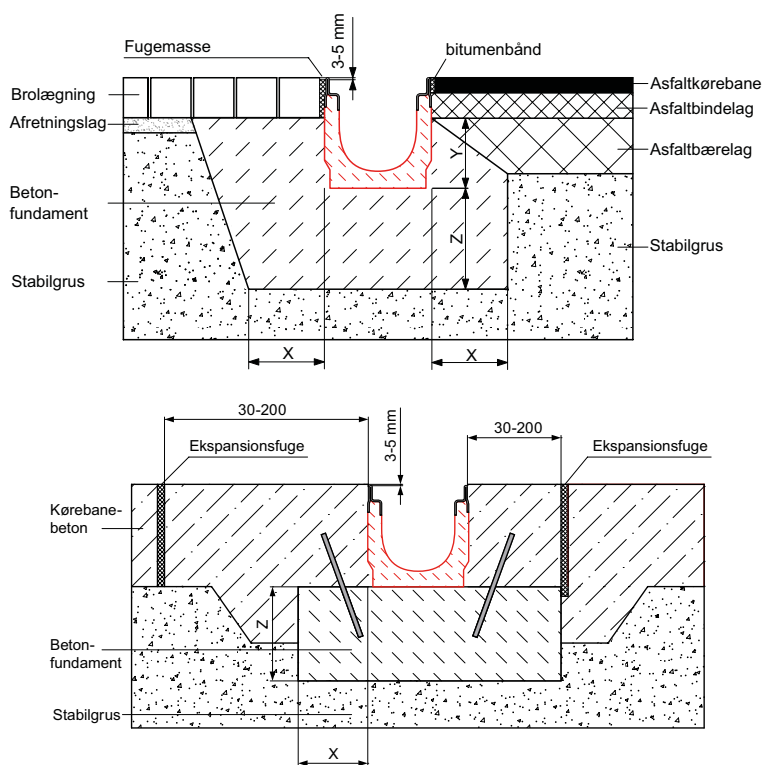 Fugemasse
3-5 mm
bitumenbånd
Brolægning
Afretningslag
Beton-
fundament
Stabilgrus
Asfaltkørebane
Asfaltbindelag
Asfaltbærelag
Stabilgrus
Y
Z
X
X
30-200
3-5 mm
30-200
Ekspansionsfuge
Ekspansionsfuge
Kørebane-
beton
Z
Beton-
fundament
Stabilgrus
X